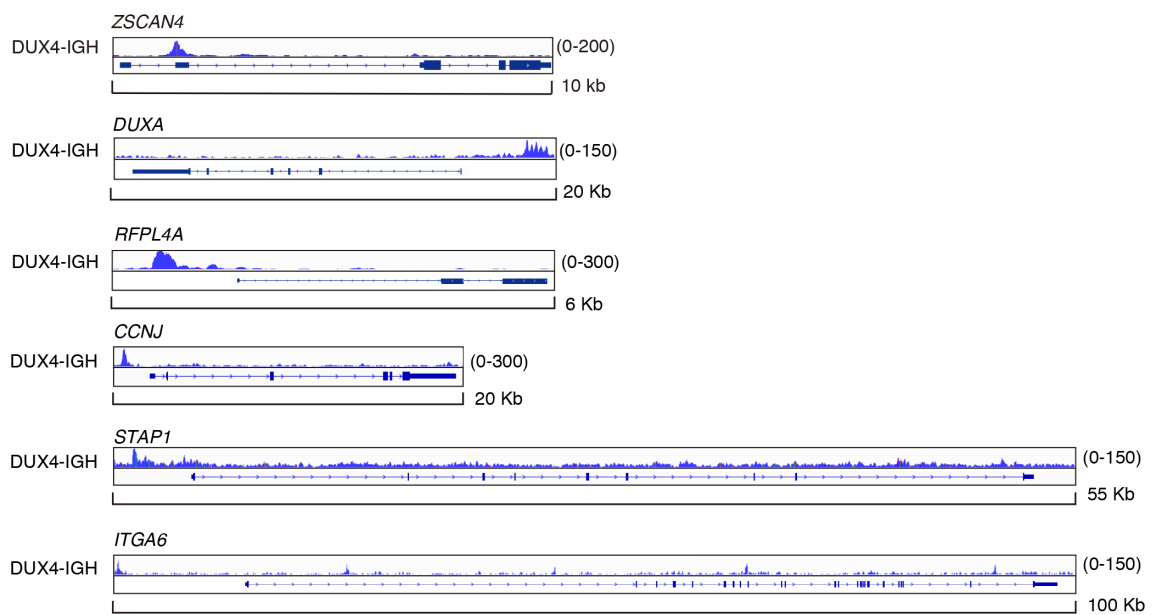 ZSCAN4
DUX4-IGH (0-200)
10 kb
DUXA
DUX4-IGH (0-150)
20 Kb
RFPL4A
DUX4-IGH (0-300)
6 Kb
CCNJ
DUX4-IGH (0-300)
20 Kb
STAP1
DUX4-IGH (0-150)
55 Kb
ITGA6
DUX4-IGH (0-150)
100 Kb